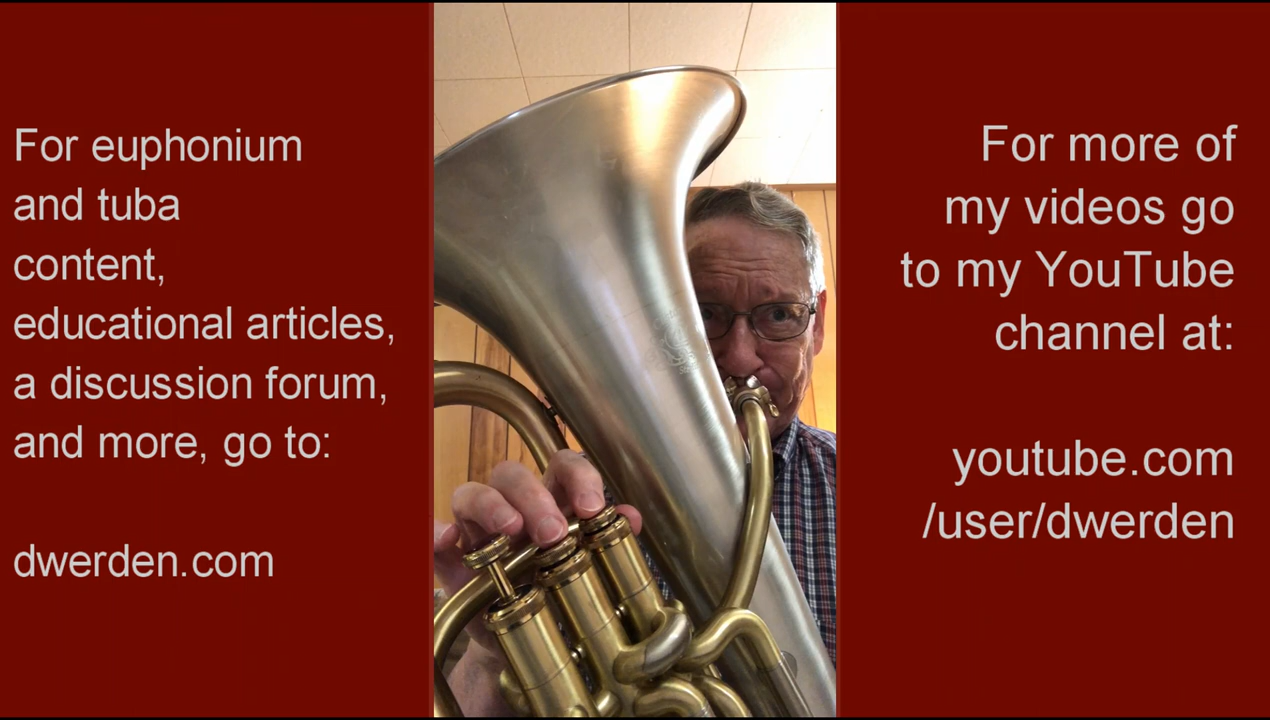 For euphonium
and tuba
content,
educational articles,
a discussion forum,
and more, go to:
dwerden.com
For more of
my videos go
to my YouTube
channel at:
youtube.com
/user/dwerden